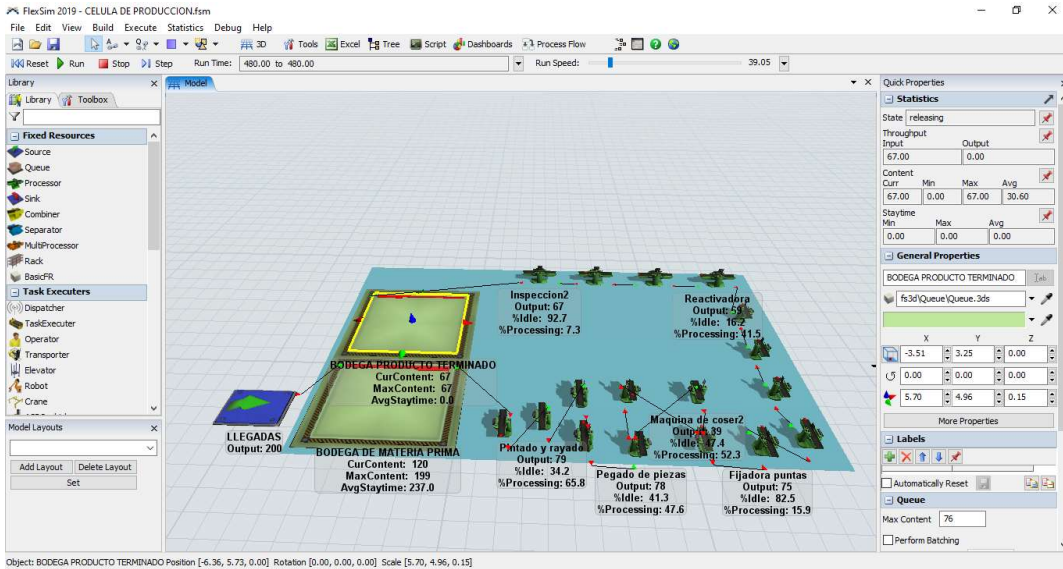 FlexSim 2019 - CELULA DE PRODUCCION.fsm
File Edit View Build Execute Statistics Debug Help
3D Tools Excel Tree Script Dashboards Process Flow
Reset Run Stop Step Run Time: 480.00 to 480.00 Run Speed: 39.05
Library
Library Toolbox
Fixed Resources
Source
Queue
Processor
Sink
Combiner
Separator
MultiProcessor
Rack
BasicFR
Task Executers
Dispatcher
TaskExecuter
Operator
Transporter
Elevator
Robot
Crane
Model Layouts
Add Layout Delete Layout
Set
Model
Inspeccion2
Output: 67
%Idle: 92.7
%Processing: 7.3
Reactivadora
Output: 59
%Idle: 16.2
%Processing: 41.5
BODEGA PRODUCTO TERMINADO
CurContent: 67
MaxContent: 67
AvgStaytime: 0.0
LLEGADAS
Output: 200
BODEGA DE MATERIA PRIMA
CurContent: 120
MaxContent: 199
AvgStaytime: 237.0
Pintado y rayado
Output: 79
%Idle: 34.2
%Processing: 65.8
Maquina de coser2
Output: 39
%Idle: 47.4
%Processing: 52.3
Pegado de piezas
Output: 78
%Idle: 41.3
%Processing: 47.6
Fijadora puntas
Output: 75
%Idle: 82.5
%Processing: 15.9
Quick Properties
Statistics
State releasing
Throughput
Input Output
67.00 0.00
Content
Curr Min Max Avg
67.00 0.00 67.00 30.60
Staytime
Min Max Avg
0.00 0.00 0.00
General Properties
BODEGA PRODUCTO TERMINADO
fs3d\Queue\Queue.3ds
X Y Z
-3.51 3.25 0.00
0.00 0.00 0.00
5.70 4.96 0.15
More Properties
Labels
Automatically Reset
Queue
Max Content 76
Perform Batching
Object: BODEGA PRODUCTO TERMINADO Position [-6.36, 5.73, 0.00] Rotation [0.00, 0.00, 0.00] Scale [5.70, 4.96, 0.15]